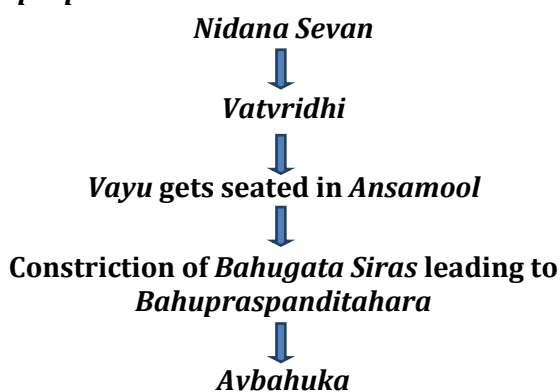 Nidana Sevan
Vatvridhi
Vayu gets seated in Ansamool
Constriction of Bahugata Siras leading to
Bahupraspanditahara
Avbahuka